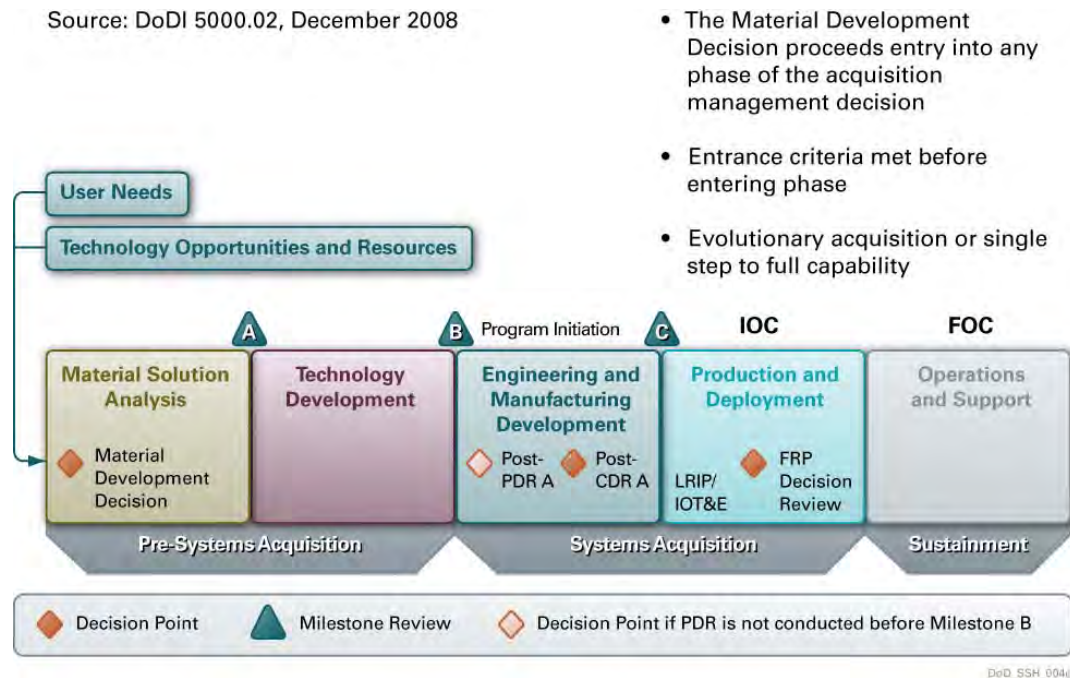 Source: DoDI 5000.02, December 2008
• The Material Development
Decision proceeds entry into any
phase of the acquisition
management decision
• Entrance criteria met before
entering phase
• Evolutionary acquisition or single
step to full capability
User Needs
Technology Opportunities and Resources
A
B
Program Initiation
C
IOC
FOC
Material Solution
Analysis
Material
Development
Decision
Technology
Development
Engineering and
Manufacturing
Development
Post-
PDR A
Post-
CDR A
Production and
Deployment
LRIP/
IOT&E
FRP
Decision
Review
Operations
and Support
Pre-Systems Acquisition
Systems Acquisition
Sustainment
Decision Point
Milestone Review
Decision Point if PDR is not conducted before Milestone B